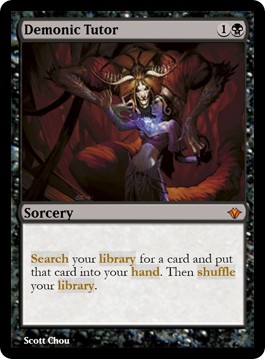 Demonic Tutor 1
Sorcery
Search your library for a card and put
that card into your hand. Then shuffle
your library.
Scott Chou